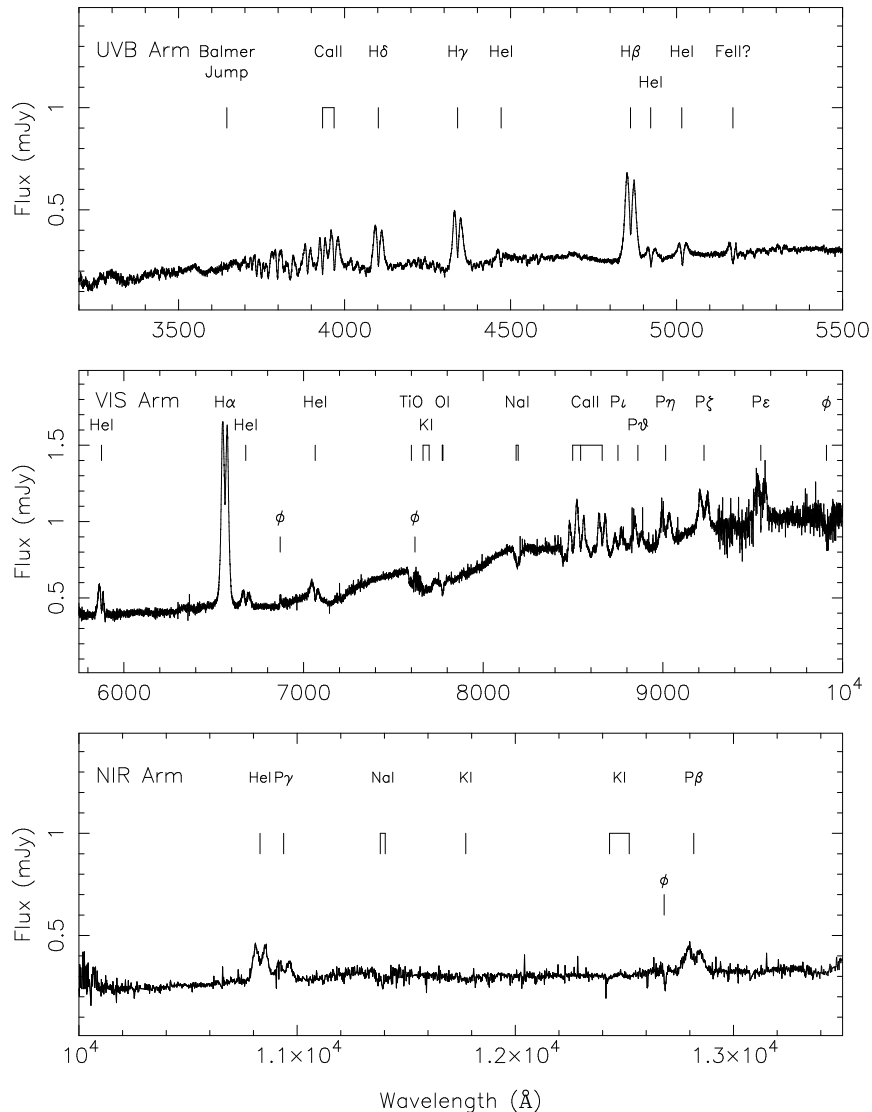 UVB Arm Balmer Jump CaII Hδ Hγ HeI Hβ HeI HeI FeII?
1
0.5
Flux (mJy)
3500 4000 4500 5000 5500
VIS Arm Hα HeI TiO OI NaI CaII Pι Pη Pζ Pε ϕ
HeI HeI KI Pϑ
ϕ ϕ
1.5
1
0.5
Flux (mJy)
6000 7000 8000 9000 10⁴
NIR Arm HeI Pγ NaI KI KI Pβ
ϕ
1
0.5
Flux (mJy)
10⁴ 1.1×10⁴ 1.2×10⁴ 1.3×10⁴
Wavelength (Å)